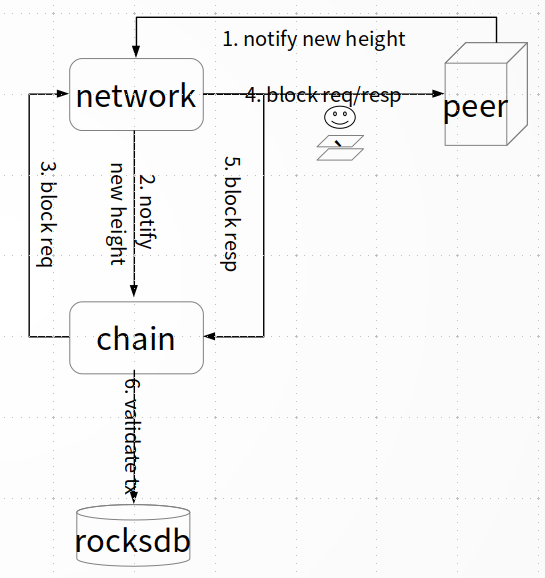 1. notify new height
network
4. block req/resp
peer
3. block req
2. notify
new height
5. block resp
chain
6. validate tx
rocksdb